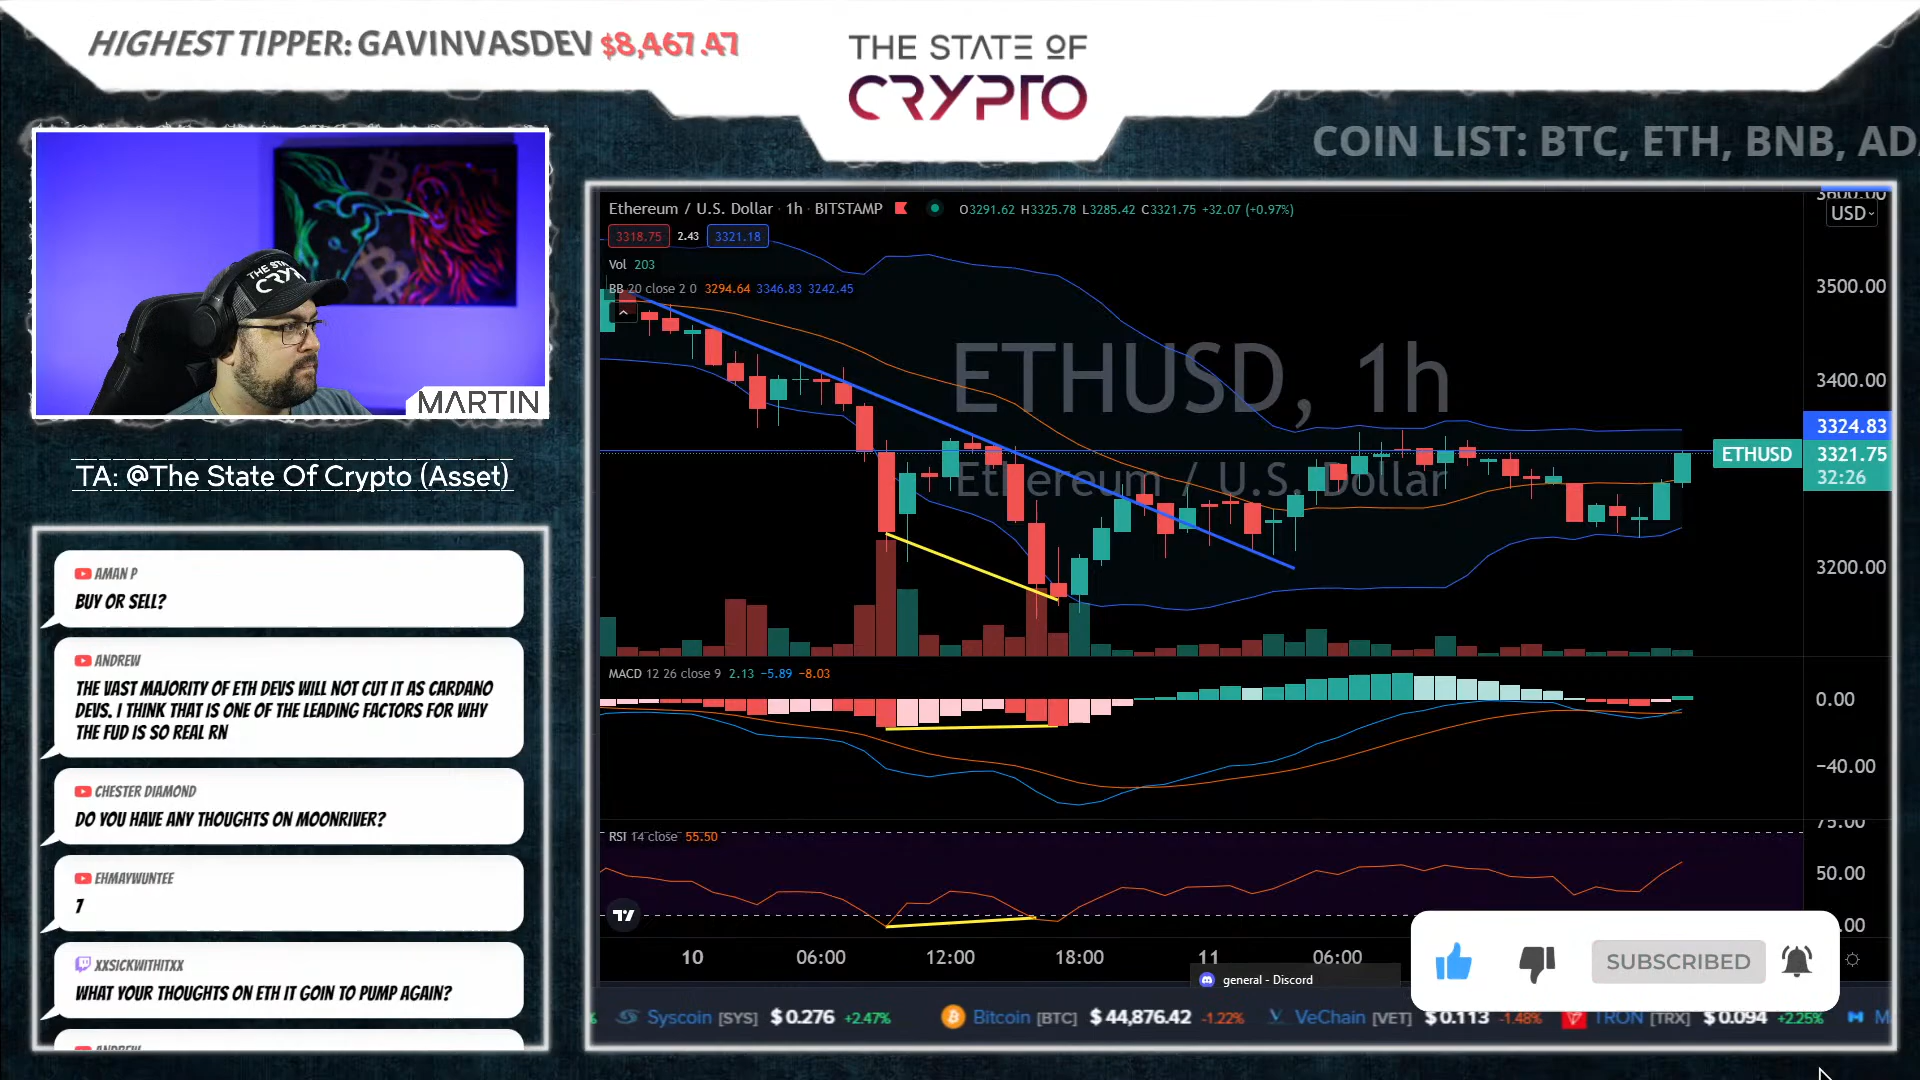 HIGHEST TIPPER: GAVINVASDEV $8,467.47
THE STATE OF
CRYPTO
COIN LIST: BTC, ETH, BNB, AD
THE STA
CRY
MARTIN
TA: @The State Of Crypto (Asset)
AMAN P
BUY OR SELL?
ANDREW
THE VAST MAJORITY OF ETH DEVS WILL NOT CUT IT AS CARDANO
DEVS. I THINK THAT IS ONE OF THE LEADING FACTORS FOR WHY
THE FUD IS SO REAL RN
CHESTER DIAMOND
DO YOU HAVE ANY THOUGHTS ON MOONRIVER?
EHMAYWUNTEE
7
XXSICKWITHITXX
WHAT YOUR THOUGHTS ON ETH IT GOIN TO PUMP AGAIN?
ANDREW
Ethereum / U.S. Dollar · 1h · BITSTAMP O3291.62 H3325.78 L3285.42 C3321.75 +32.07 (+0.97%)
3318.75 2.43 3321.18
Vol 203
BB 20 close 2 0 3294.64 3346.83 3242.45
ETHUSD, 1h
Ethereum / U.S. Dollar
3600.00
USD
3500.00
3400.00
3324.83
ETHUSD 3321.75
32:26
3200.00
MACD 12 26 close 9 2.13 −5.89 −8.03
0.00
−40.00
RSI 14 close 55.50
75.00
50.00
.00
10 06:00 12:00 18:00 11 06:00
general - Discord
SUBSCRIBED
% Syscoin [SYS] $ 0.276 +2.47% Bitcoin [BTC] $ 44,876.42 -1.22% VeChain [VET] $ 0.113 -1.48% TRON [TRX] $ 0.094 +2.25% M